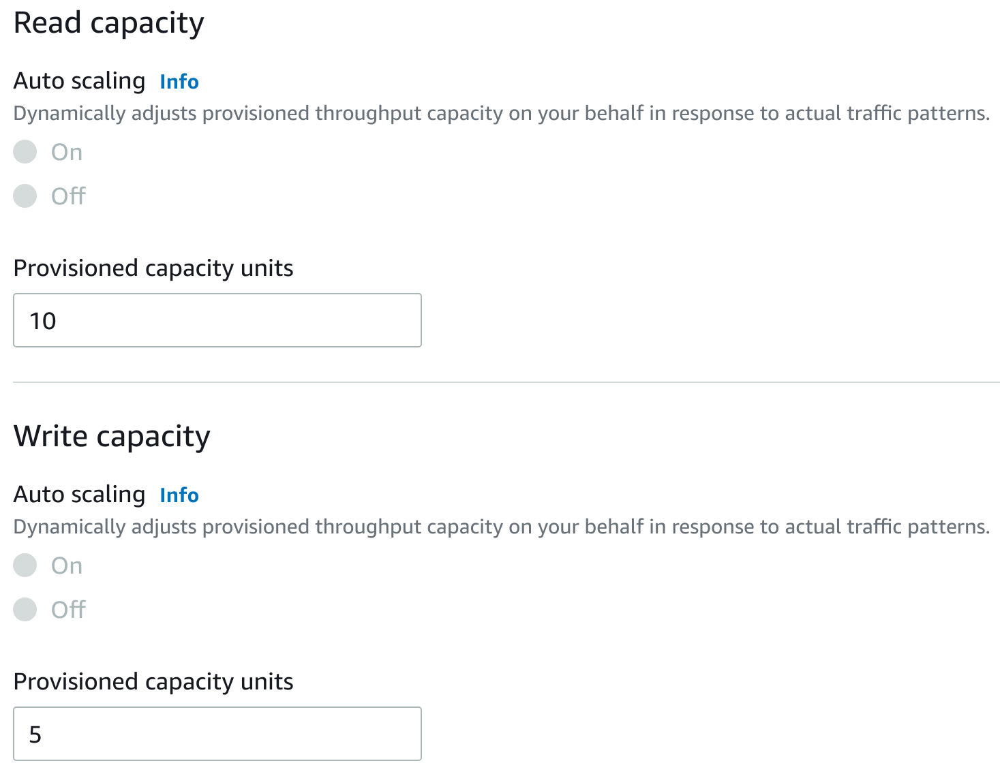 Read capacity
Auto scaling Info
Dynamically adjusts provisioned throughput capacity on your behalf in response to actual traffic patterns.
On
Off
Provisioned capacity units
10
Write capacity
Auto scaling Info
Dynamically adjusts provisioned throughput capacity on your behalf in response to actual traffic patterns.
On
Off
Provisioned capacity units
5